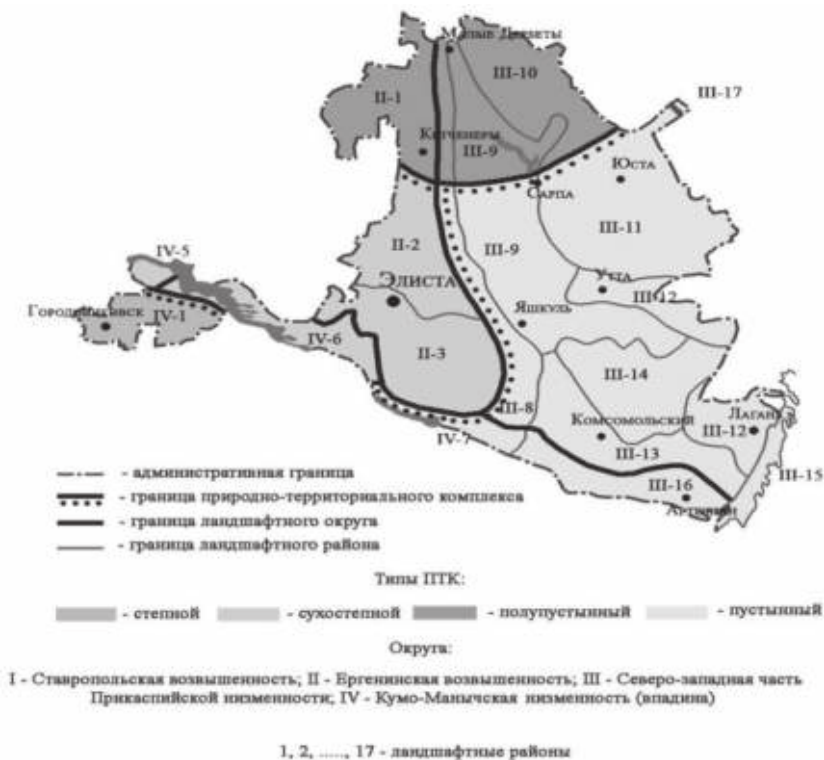 Малые Дербеты
III-10
II-1
III-17
Кетченеры
III-9
Юста
Сарпа
III-11
II-2
III-9
IV-5
Элиста
Утта
III-12
Городовиковск
IV-1
Яшкуль
IV-6
II-3
III-14
III-8
Лагань
Комсомольский
III-12
IV-7
III-13
III-15
III-16
Артезиан
- административная граница
- граница природно-территориального комплекса
- граница ландшафтного округа
- граница ландшафтного района
Типы ПТК:
- степной - сухостепной - полупустынный - пустынный
Округа:
I - Ставропольская возвышенность; II - Ергенинская возвышенность; III - Северо-западная часть
Прикаспийской низменности; IV - Кумо-Манычская низменность (впадина)
1, 2, ....., 17 - ландшафтные районы